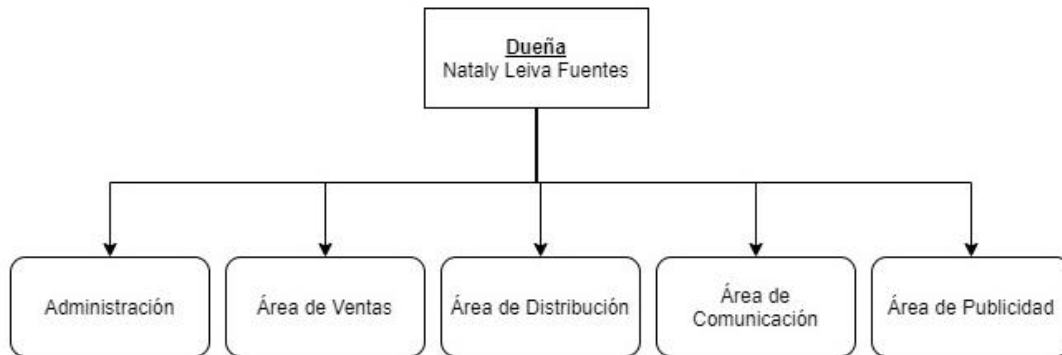 Dueña
Nataly Leiva Fuentes
Administración
Área de Ventas
Área de Distribución
Área de
Comunicación
Área de Publicidad